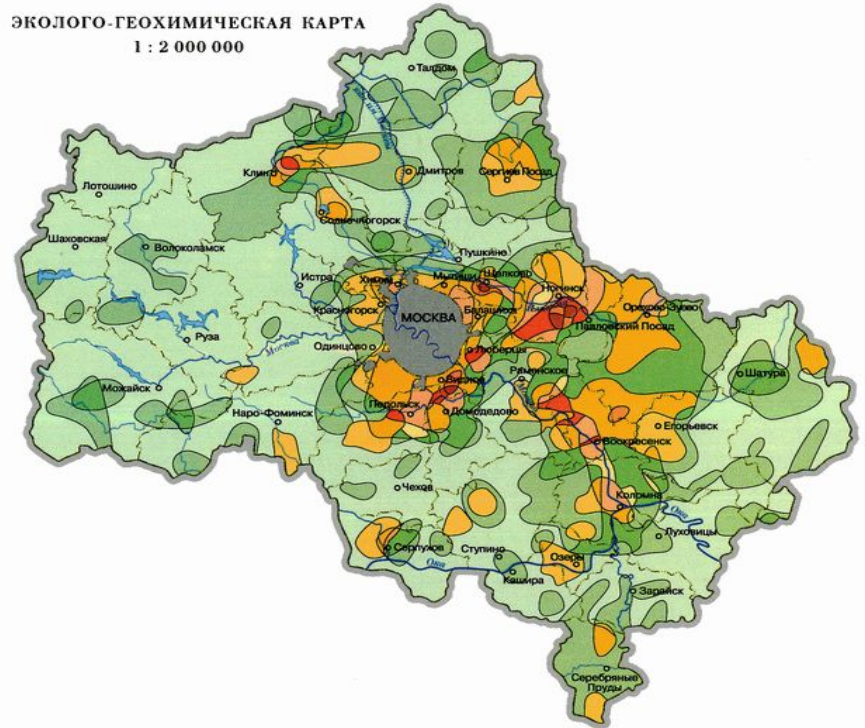 ЭКОЛОГО-ГЕОХИМИЧЕСКАЯ КАРТА
1 : 2 000 000
Талдом
Клин
Дмитров
Сергиев Посад
Лотошино
Солнечногорск
Шаховская
Волоколамск
Пушкино
Истра
Химки
Мытищи
Щелково
Ногинск
Красногорск
МОСКВА
Балашиха
Орехово-Зуево
Павловский Посад
Руза
Москва
Одинцово
Люберцы
Раменское
Шатура
Можайск
Видное
Наро-Фоминск
Подольск
Домодедово
Егорьевск
Воскресенск
Чехов
Коломна
Ока
Серпухов
Ступино
Луховицы
Ока
Озеры
Кашира
Зарайск
Серебряные
Пруды